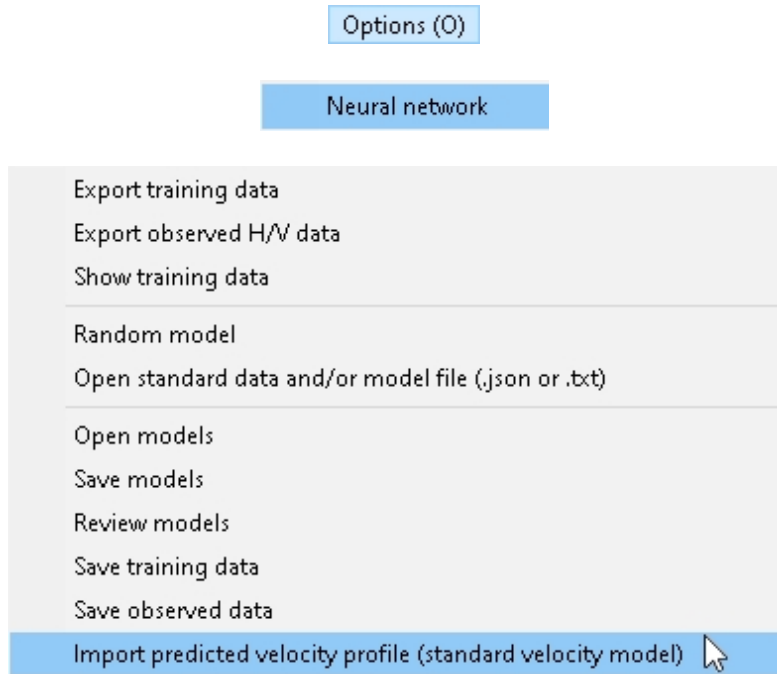 Options (O)
Neural network
Export training data
Export observed H/V data
Show training data
Random model
Open standard data and/or model file (.json or .txt)
Open models
Save models
Review models
Save training data
Save observed data
Import predicted velocity profile (standard velocity model)